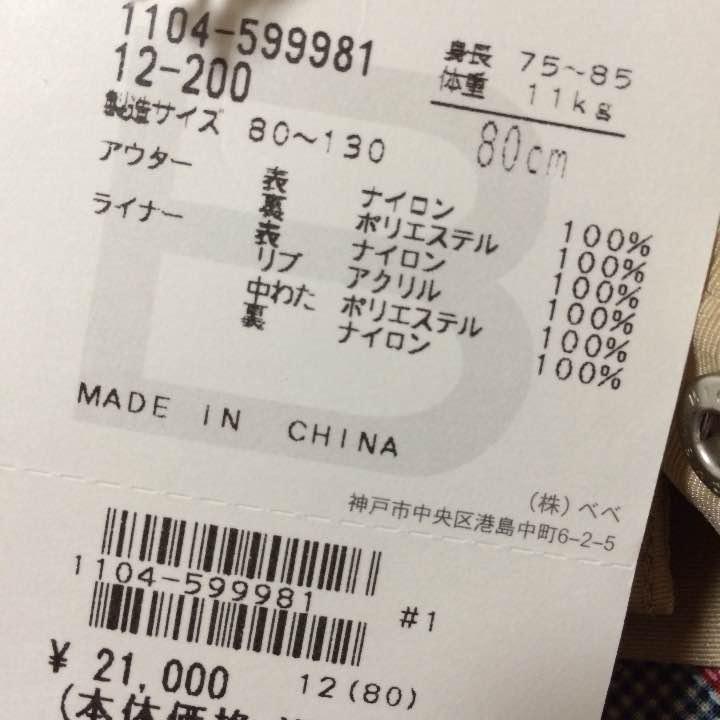 1104-599981
12-200
身長 75~85
体重 11kg
80cm
製造サイズ 80~130
アウター 表 ナイロン 100%
裏 ポリエステル 100%
ライナー 表 ナイロン 100%
リブ アクリル 100%
中わた ポリエステル 100%
裏 ナイロン 100%
MADE IN CHINA
(株)べべ
神戸市中央区港島中町6-2-5
1104-599981
#1
¥ 21,000 12(80)
(本体価格